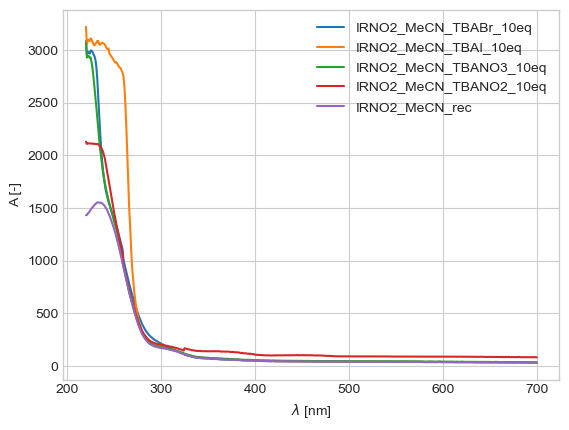 IRNO2_MeCN_TBABr_10eq
IRNO2_MeCN_TBAI_10eq
IRNO2_MeCN_TBANO3_10eq
IRNO2_MeCN_TBANO2_10eq
IRNO2_MeCN_rec
A [-]
3000
2500
2000
1500
1000
500
0
200 300 400 500 600 700
λ [nm]